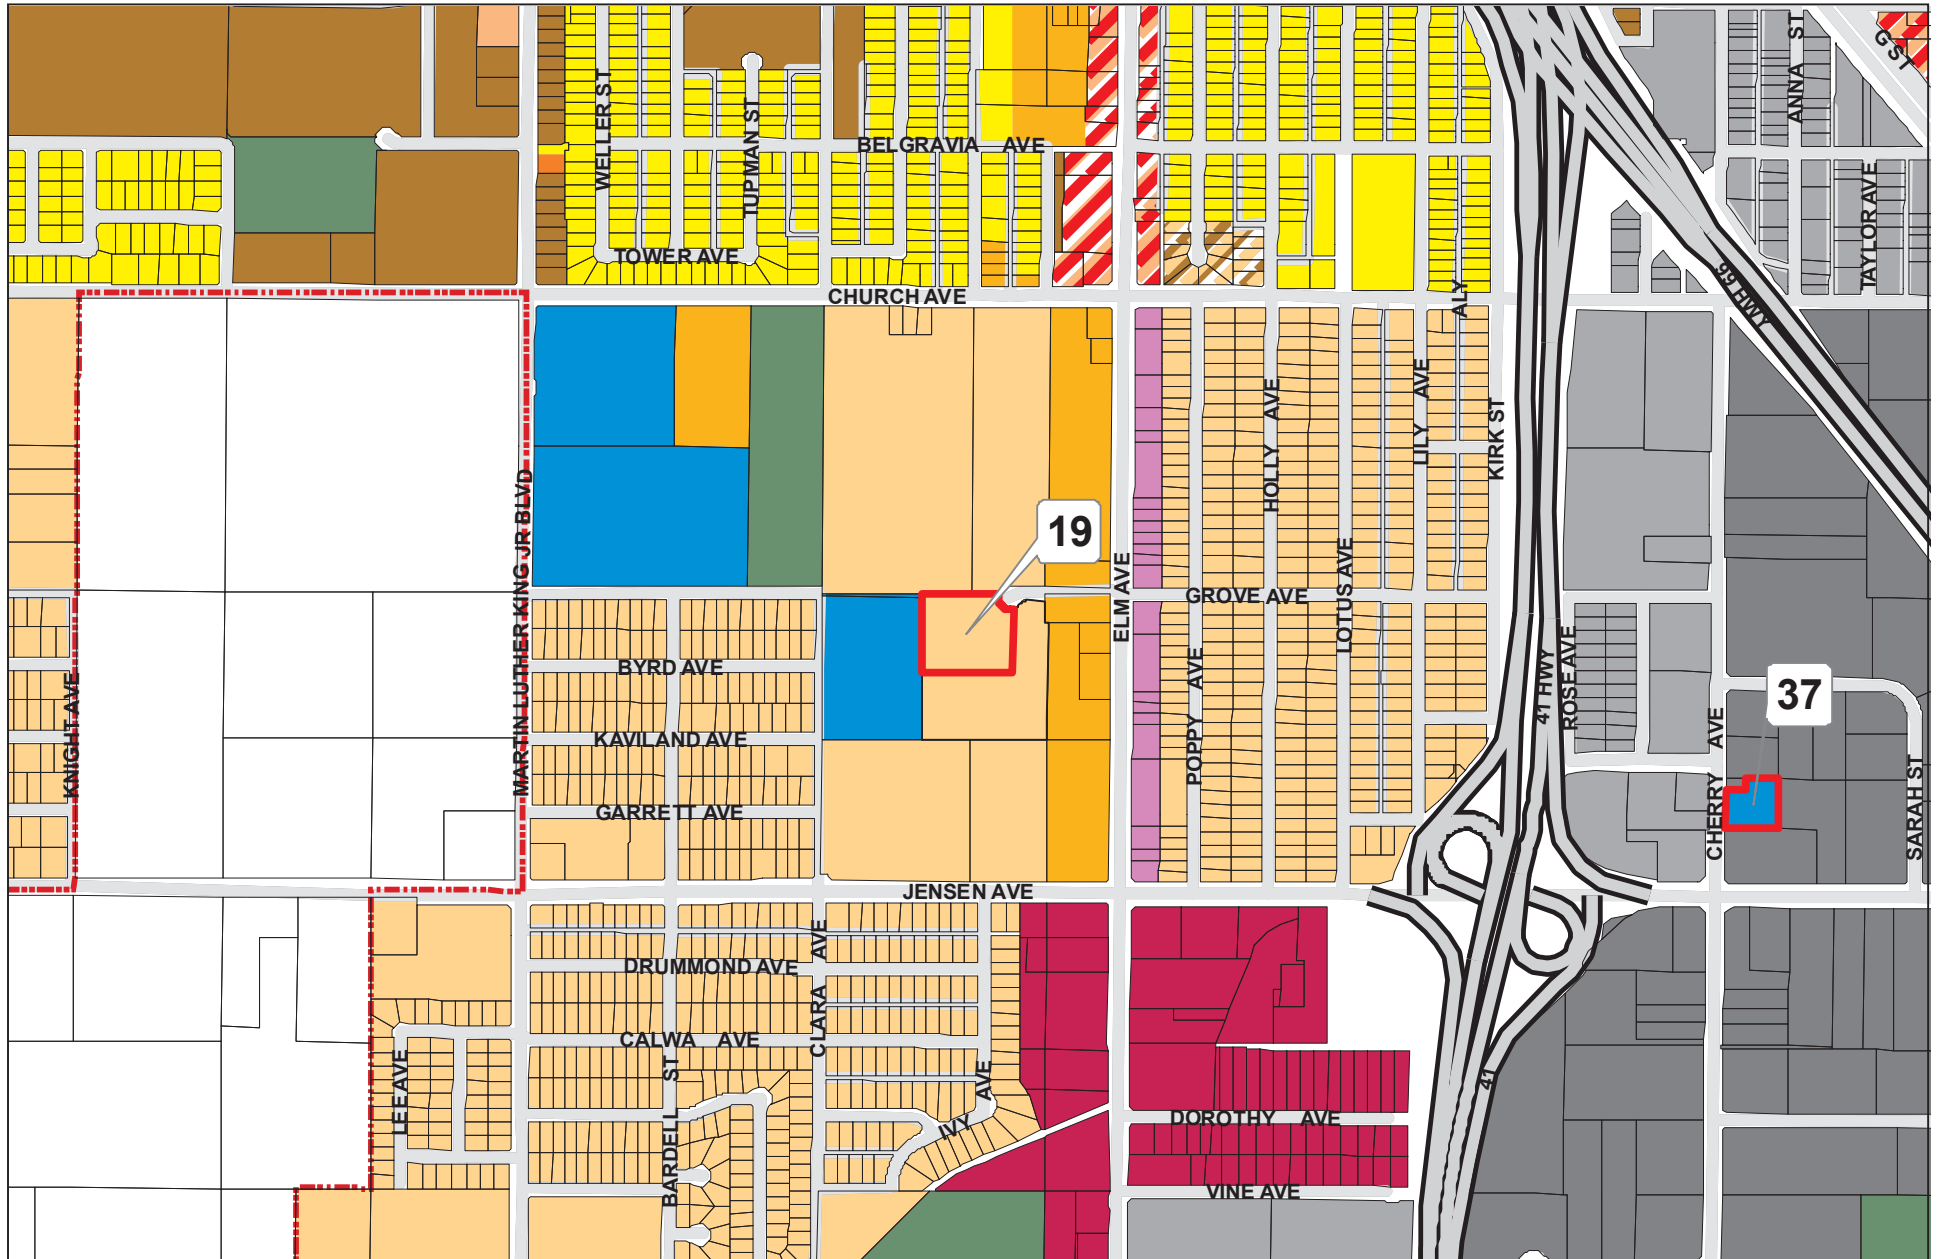 G ST
ANNA ST
WELLER ST
TUPMAN ST
BELGRAVIA AVE
TAYLOR AVE
TOWER AVE
CHURCH AVE
ALY
99 HWY
LILY AVE
HOLLY AVE
KIRK ST
MARTIN LUTHER KING JR BLVD
19
ELM AVE
GROVE AVE
LOTUS AVE
BYRD AVE
ROSE AVE
41 HWY
POPPY AVE
37
KNIGHT AVE
KAVILAND AVE
CHERRY AVE
SARAH ST
GARRETT AVE
JENSEN AVE
DRUMMOND AVE
CLARA AVE
CALWA AVE
LEE AVE
BARDELL ST
IVY AVE
41
DOROTHY AVE
VINE AVE